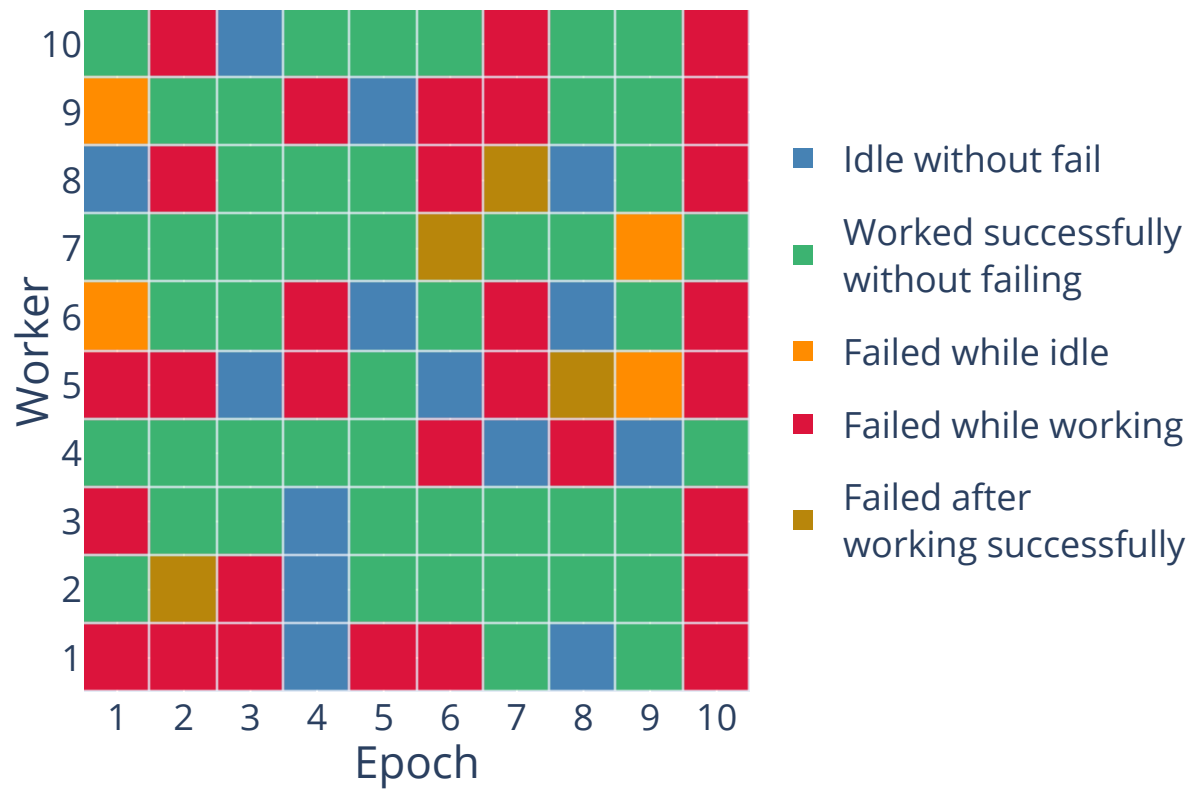 10
9
8
7
6
5
4
3
2
1
Worker
1 2 3 4 5 6 7 8 9 10
Epoch
Idle without fail
Worked successfully
without failing
Failed while idle
Failed while working
Failed after
working successfully